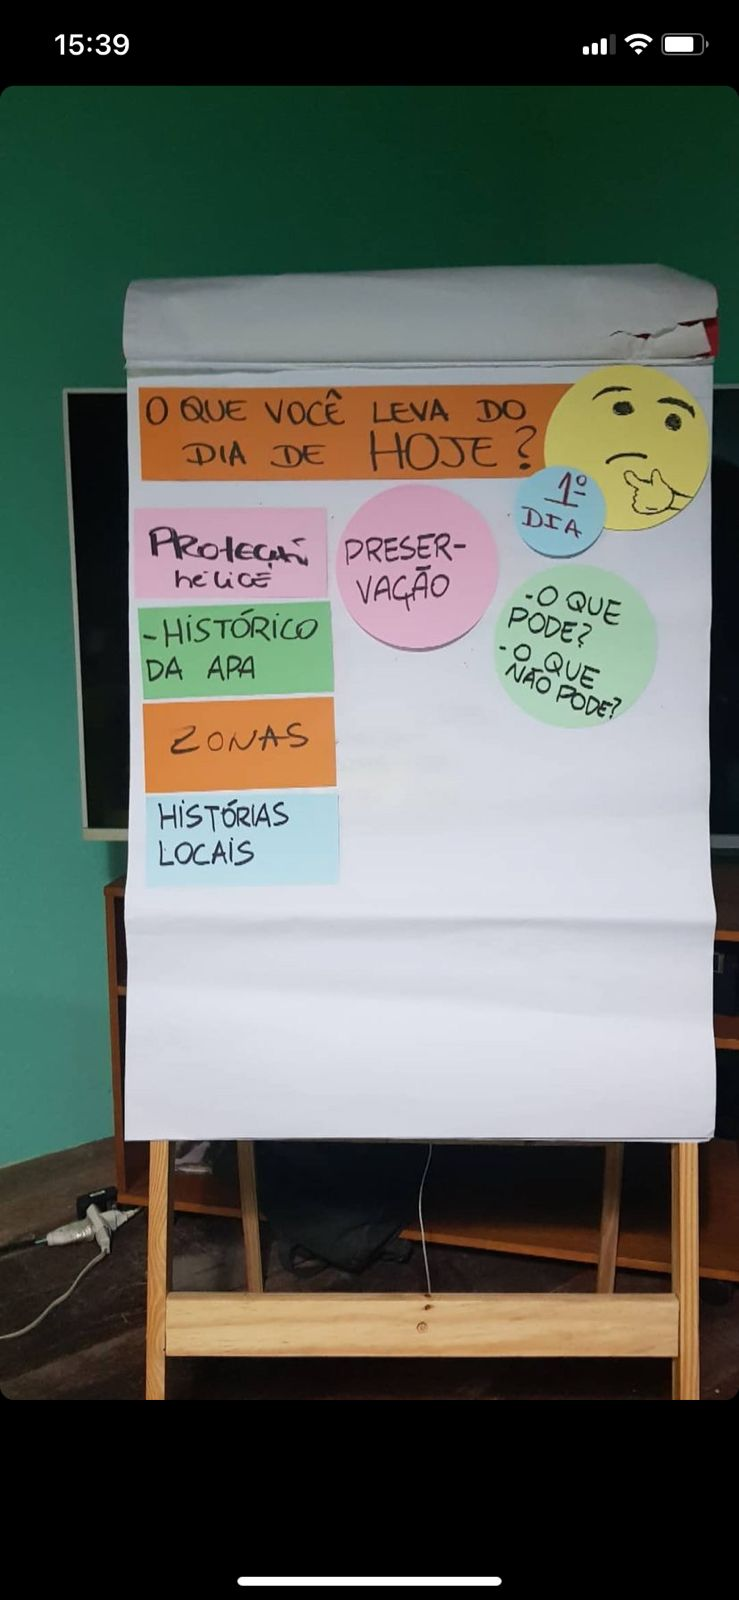 15:39
O QUE VOCÊ LEVA DO
DIA DE HOJE?
1º
DIA
héLice
PRESER-
VAÇÃO
- HISTÓRICO
DA APA
- O QUE
PODE?
- O QUE
NÃO PODE?
ZONAS
HISTÓRIAS
LOCAIS